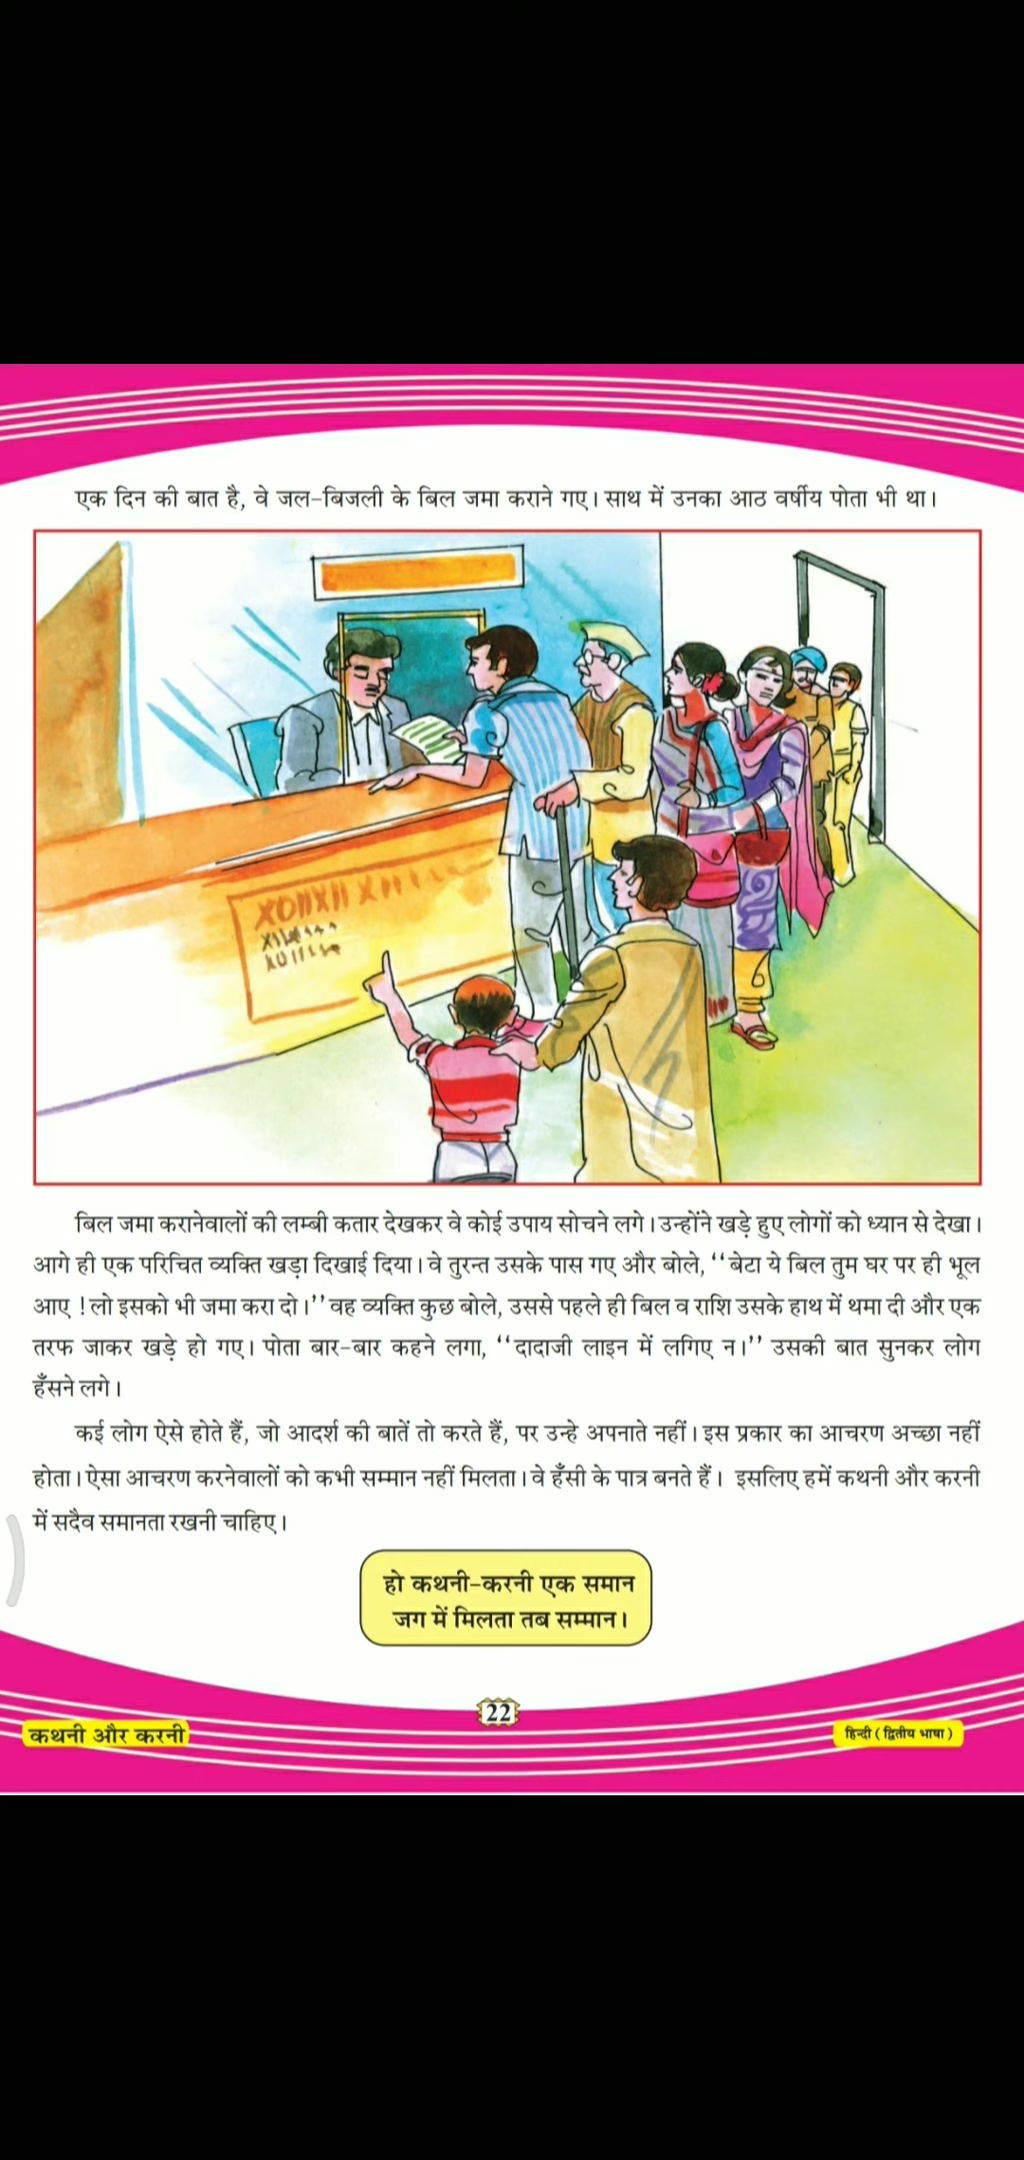 एक दिन की बात है, वे जल-बिजली के बिल जमा कराने गए। साथ में उनका आठ वर्षीय पोता भी था।
बिल जमा करानेवालों की लम्बी कतार देखकर वे कोई उपाय सोचने लगे। उन्होंने खड़े हुए लोगों को ध्यान से देखा।
आगे ही एक परिचित व्यक्ति खड़ा दिखाई दिया। वे तुरन्त उसके पास गए और बोले, ‘‘बेटा ये बिल तुम घर पर ही भूल
आए ! लो इसको भी जमा करा दो।’’ वह व्यक्ति कुछ बोले, उससे पहले ही बिल व राशि उसके हाथ में थमा दी और एक
तरफ जाकर खड़े हो गए। पोता बार-बार कहने लगा, ‘‘दादाजी लाइन में लगिए न।’’ उसकी बात सुनकर लोग
हँसने लगे।
कई लोग ऐसे होते हैं, जो आदर्श की बातें तो करते हैं, पर उन्हे अपनाते नहीं। इस प्रकार का आचरण अच्छा नहीं
होता। ऐसा आचरण करनेवालों को कभी सम्मान नहीं मिलता। वे हँसी के पात्र बनते हैं। इसलिए हमें कथनी और करनी
में सदैव समानता रखनी चाहिए।
हो कथनी-करनी एक समान
जग में मिलता तब सम्मान।
22
कथनी और करनी
हिन्दी ( द्वितीय भाषा )